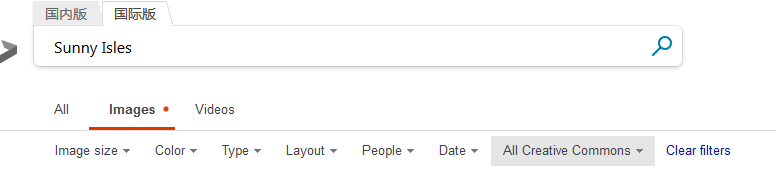 国内版 国际版
Sunny Isles
All Images Videos
Image size Color Type Layout People Date All Creative Commons Clear filters